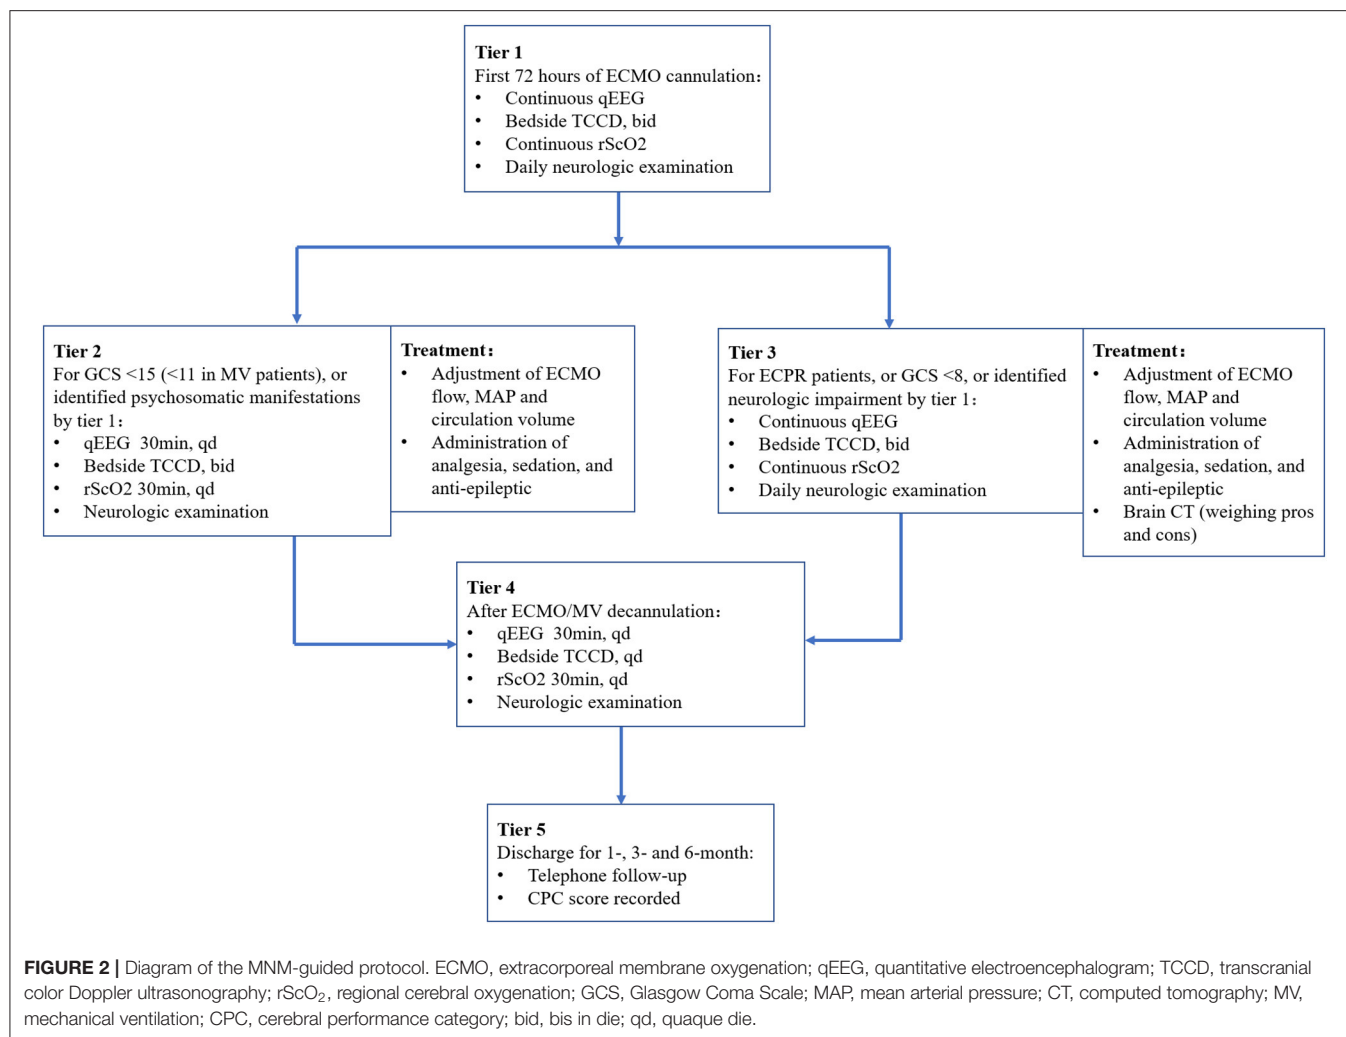 Tier 1
First 72 hours of ECMO cannulation:
• Continuous qEEG
• Bedside TCCD, bid
• Continuous rScO2
• Daily neurologic examination
Tier 2
For GCS <15 (<11 in MV patients), or
identified psychosomatic manifestations
by tier 1:
• qEEG 30min, qd
• Bedside TCCD, bid
• rScO2 30min, qd
• Neurologic examination
Treatment:
• Adjustment of ECMO
flow, MAP and
circulation volume
• Administration of
analgesia, sedation, and
anti-epileptic
Tier 3
For ECPR patients, or GCS <8, or identified
neurologic impairment by tier 1:
• Continuous qEEG
• Bedside TCCD, bid
• Continuous rScO2
• Daily neurologic examination
Treatment:
• Adjustment of ECMO
flow, MAP and
circulation volume
• Administration of
analgesia, sedation, and
anti-epileptic
• Brain CT (weighing pros
and cons)
Tier 4
After ECMO/MV decannulation:
• qEEG 30min, qd
• Bedside TCCD, qd
• rScO2 30min, qd
• Neurologic examination
Tier 5
Discharge for 1-, 3- and 6-month:
• Telephone follow-up
• CPC score recorded
FIGURE 2 | Diagram of the MNM-guided protocol. ECMO, extracorporeal membrane oxygenation; qEEG, quantitative electroencephalogram; TCCD, transcranial
color Doppler ultrasonography; rScO₂, regional cerebral oxygenation; GCS, Glasgow Coma Scale; MAP, mean arterial pressure; CT, computed tomography; MV,
mechanical ventilation; CPC, cerebral performance category; bid, bis in die; qd, quaque die.